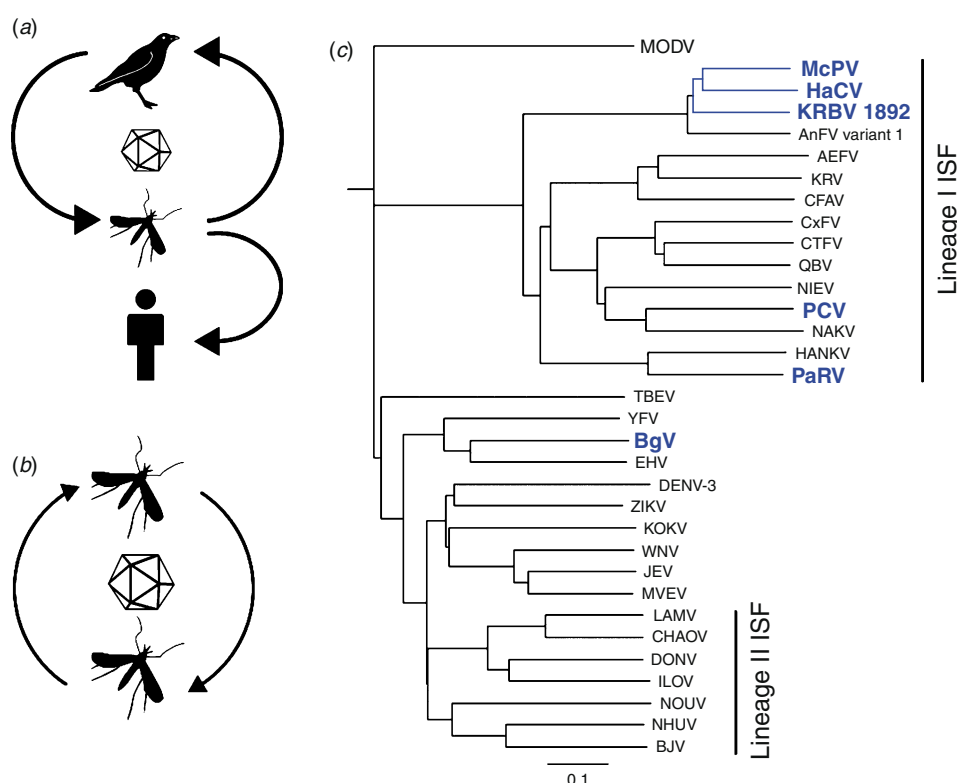 (a)
(b)
(c)
MODV
McPV
HaCV
KRBV 1892
AnFV variant 1
AEFV
KRV
CFAV
CxFV
CTFV
QBV
NIEV
PCV
NAKV
HANKV
PaRV
Lineage I ISF
TBEV
YFV
BgV
EHV
DENV-3
ZIKV
KOKV
WNV
JEV
MVEV
LAMV
CHAOV
DONV
ILOV
NOUV
NHUV
BJV
Lineage II ISF
0.1